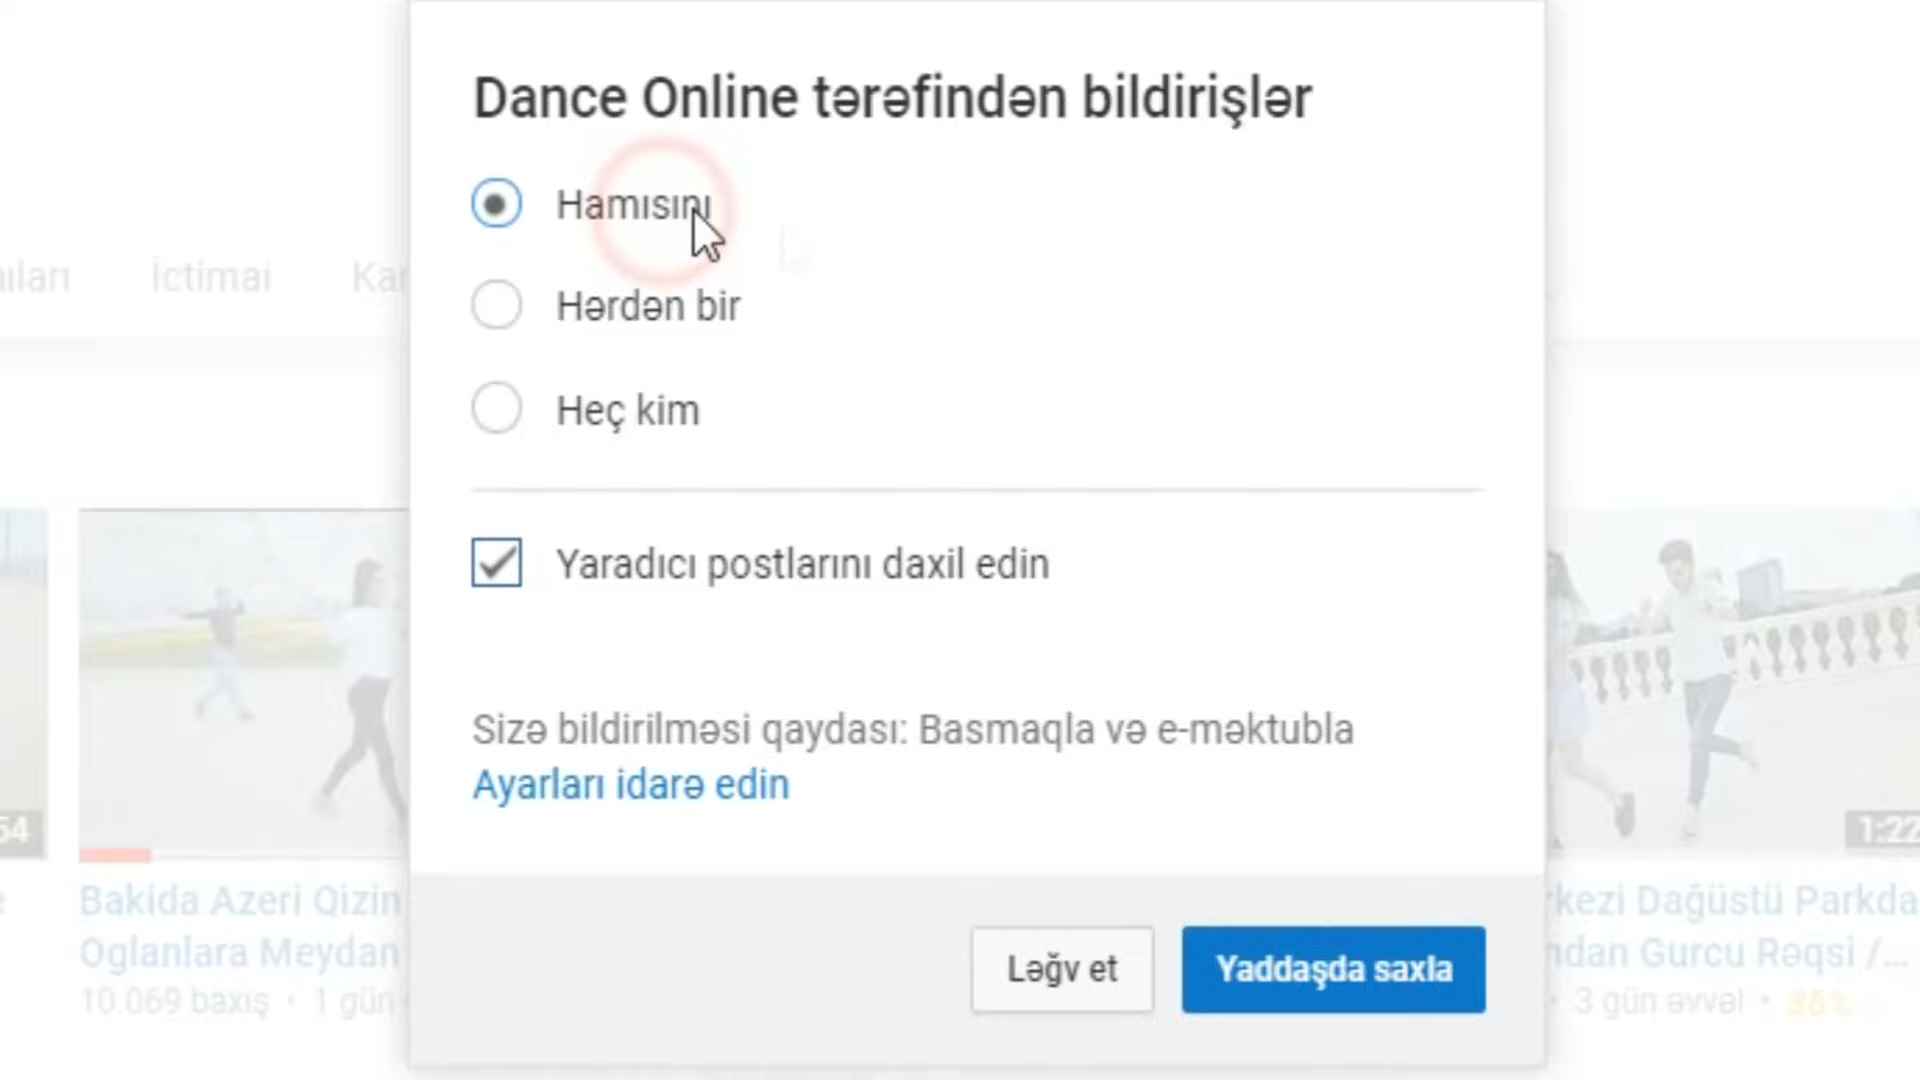 Dance Online tərəfindən bildirişlər
Hamısını
İctimai
Hərdən bir
Heç kim
Yaradıcı postlarını daxil edin
Sizə bildirilməsi qaydası: Basmaqla və e-məktubla
Ayarları idarə edin
54
1:22
Bakida Azeri Qizin
Oglanlara Meydan
10.069 baxış • 1 gün
Dağüstü Parkda
Gurcu Rəqsi /...
• 3 gün əvvəl • 86%
Ləğv et
Yaddaşda saxla